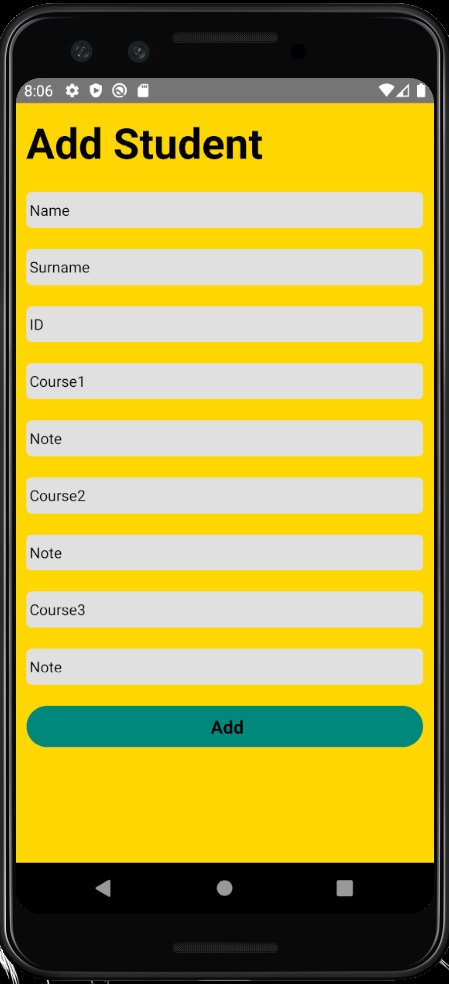 8:06
Add Student
Name
Surname
ID
Course1
Note
Course2
Note
Course3
Note
Add